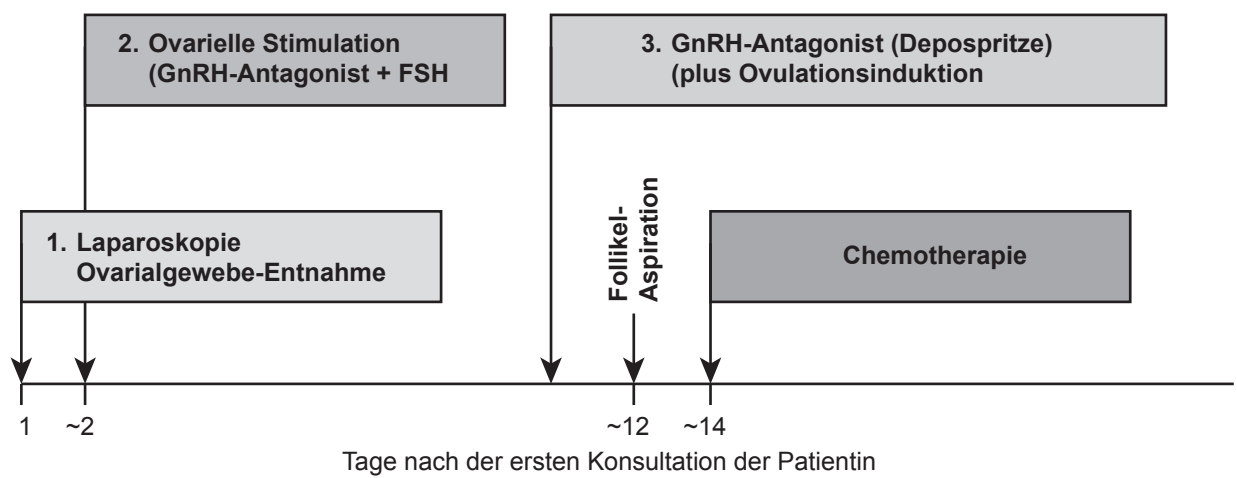 2. Ovarielle Stimulation
(GnRH-Antagonist + FSH
3. GnRH-Antagonist (Depospritze)
(plus Ovulationsinduktion
1. Laparoskopie
Ovarialgewebe-Entnahme
Follikel-
Aspiration
Chemotherapie
1 ~2 ~12 ~14
Tage nach der ersten Konsultation der Patientin